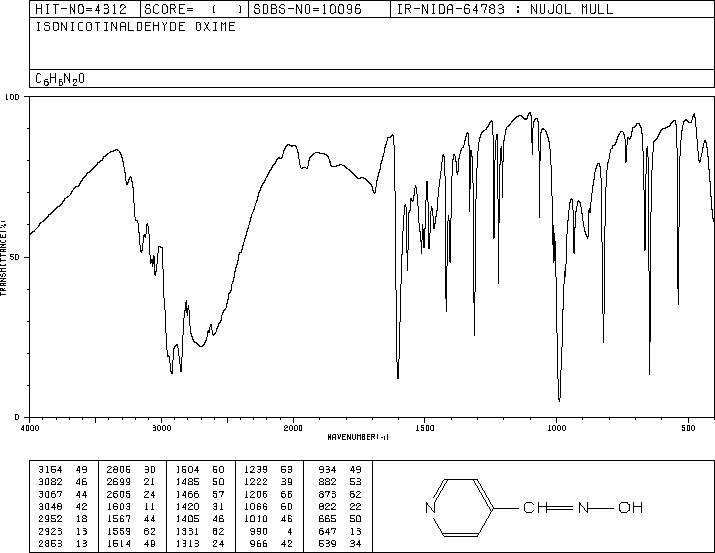 HIT-NO=4312 SCORE= ( ) SDBS-NO=10096 IR-NIDA-64783 : NUJOL MULL
ISONICOTINALDEHYDE OXIME
C6H6N2O
100
50
0
TRANSMITTANCE(%)
4000 3000 2000 1500 1000 500
WAVENUMBER(-1)
3154 49 2806 30 1504 50 1239 53 934 49
3082 46 2699 21 1485 50 1222 39 882 53
3067 44 2605 24 1466 57 1206 66 873 62
3048 42 1603 11 1420 31 1066 60 822 22
2952 18 1567 44 1405 46 1010 46 665 50
2923 13 1559 62 1331 62 990 4 647 13
2853 13 1514 49 1313 24 966 42 539 34
N CH N OH